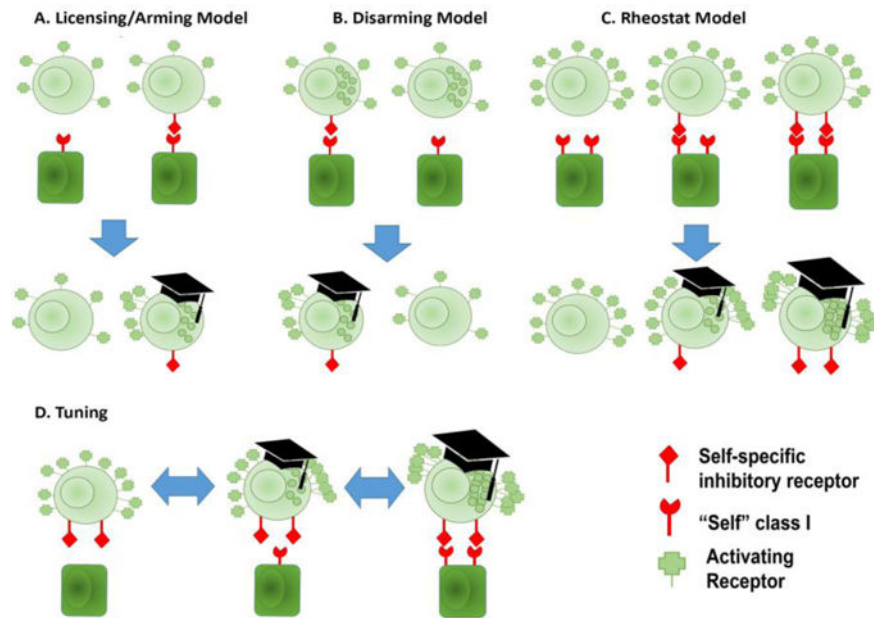 A. Licensing/Arming Model
B. Disarming Model
C. Rheostat Model
D. Tuning
Self-specific
inhibitory receptor
“Self” class I
Activating
Receptor